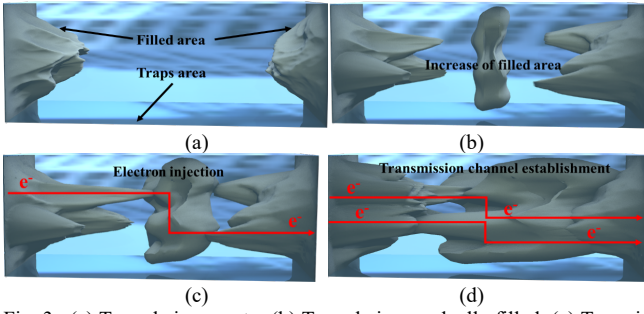 Filled area
Traps area
(a)
Increase of filled area
(b)
Electron injection
e-
e-
(c)
Transmission channel establishment
e-
e-
e-
e-
(d)